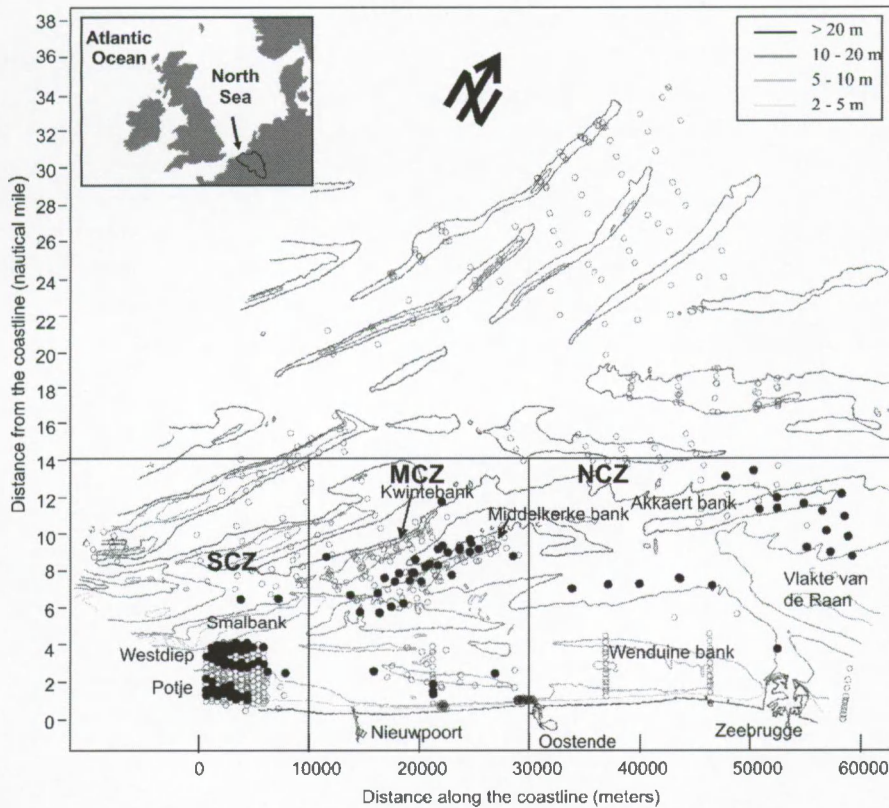 38
36
34
32
30
28
26
24
22
20
18
16
14
12
10
8
6
4
2
0
Distance from the coastline (nautical mile)
Atlantic
Ocean
North
Sea
N
> 20 m
10 - 20 m
5 - 10 m
2 - 5 m
MCZ
NCZ
Kwintebank
Middelkerke bank
Akkaert bank
SCZ
Vlakte van
de Raan
Smalbank
Westdiep
Wenduine bank
Potje
Nieuwpoort
Oostende
Zeebrugge
0 10000 20000 30000 40000 50000 60000
Distance along the coastline (meters)